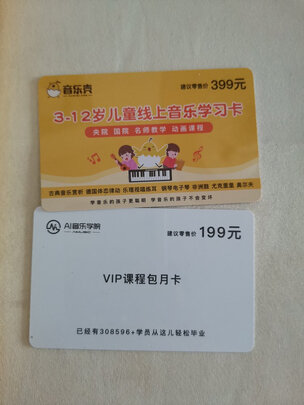 音乐壳
建议零售价 399元
3-12岁儿童线上音乐学习卡
央院 国院 名师教学 动画课程
古典音乐赏析 德国体态律动 乐理视唱练耳 钢琴电子琴 非洲鼓 尤克里里 奥尔夫
学音乐的孩子更聪明 学音乐的孩子不会变坏
AI音乐学院
建议零售价 199元
VIP课程包月卡
已经有308596+学员从这儿轻松毕业